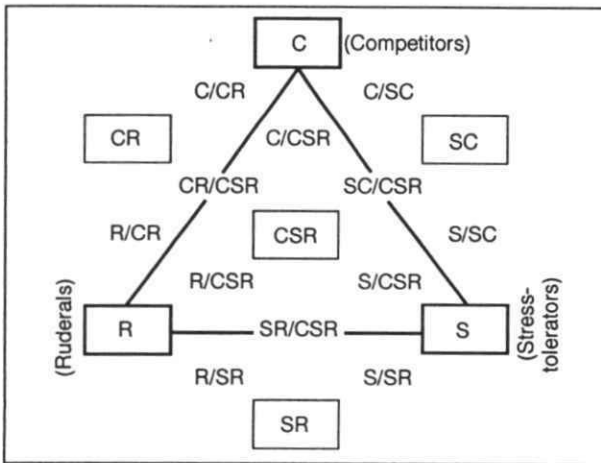 C (Competitors)
C/CR C/SC
CR C/CSR SC
CR/CSR SC/CSR
R/CR CSR S/SC
R/CSR S/CSR
(Ruderals) R SR/CSR S (Stress-
tolerators)
R/SR S/SR
SR